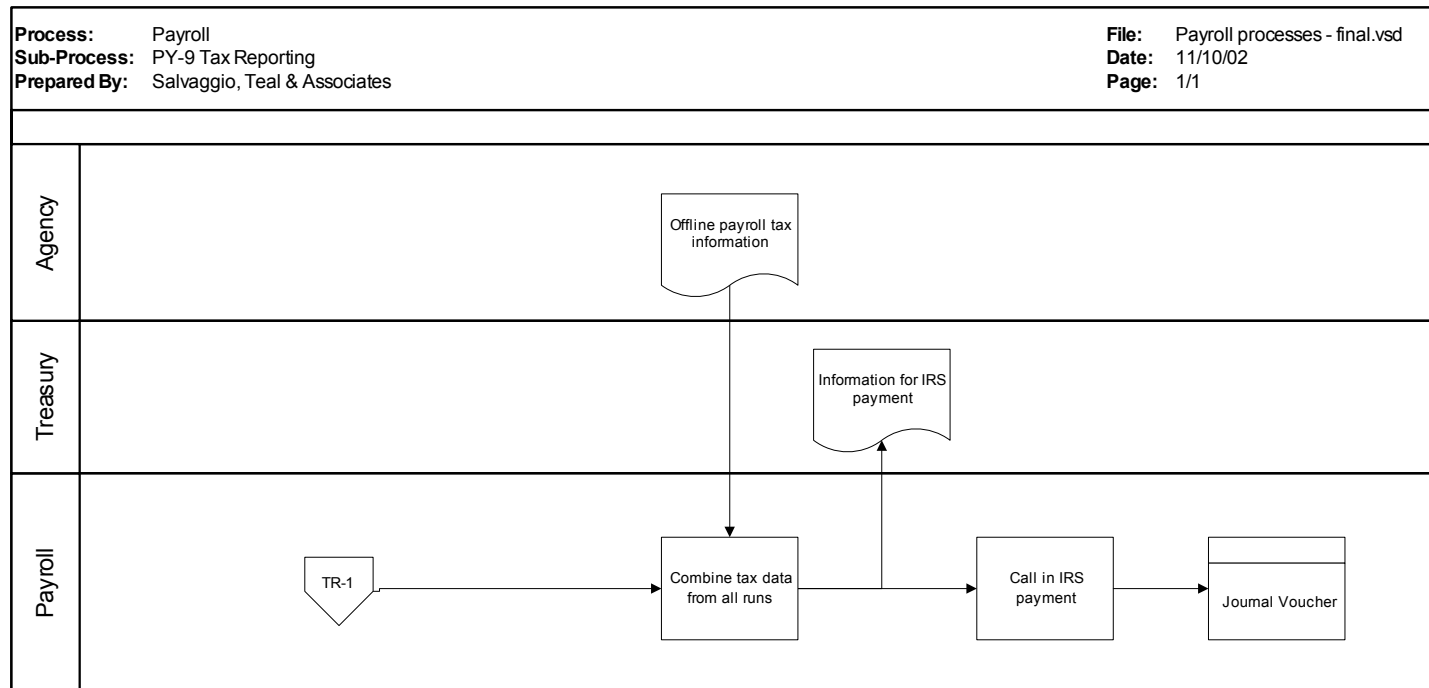 Process: Payroll
Sub-Process: PY-9 Tax Reporting
Prepared By: Salvaggio, Teal & Associates
File: Payroll processes - final.vsd
Date: 11/10/02
Page: 1/1
Agency
Offline payroll tax
information
Treasury
Information for IRS
payment
Payroll
TR-1
Combine tax data
from all runs
Call in IRS
payment
Journal Voucher